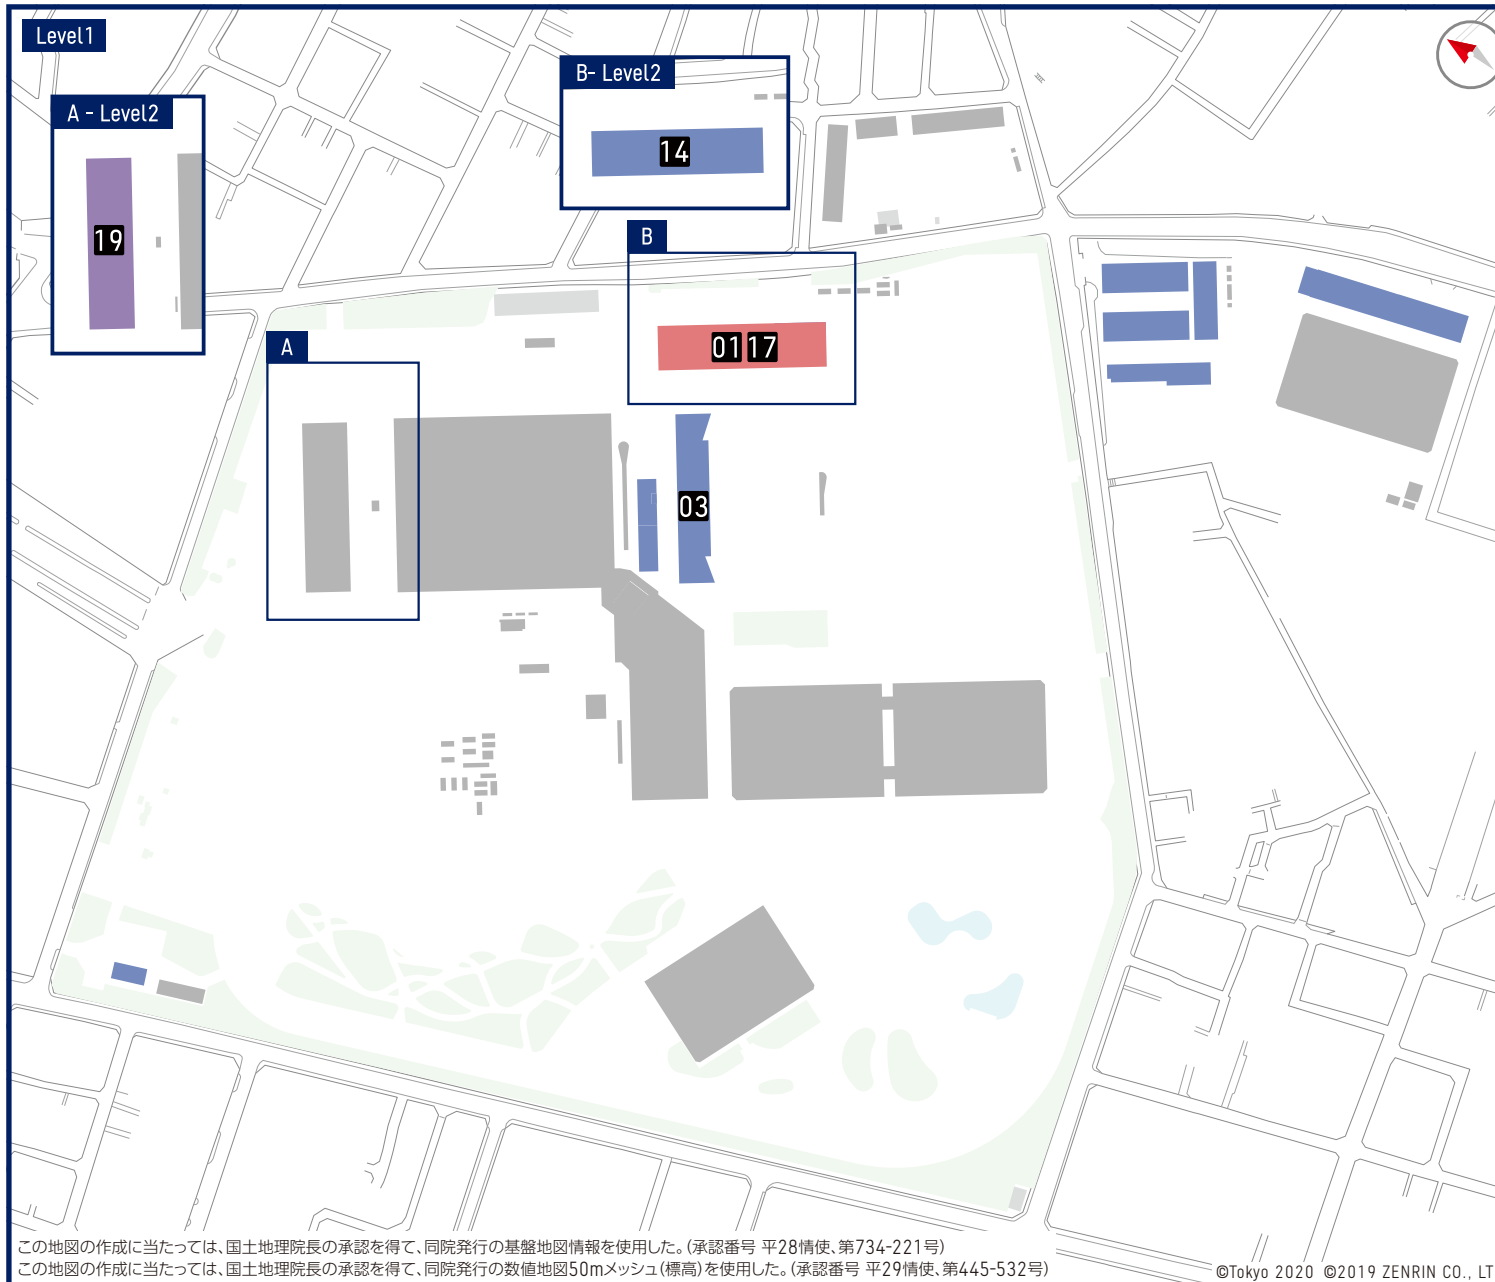 Level1
A - Level2
19
B- Level2
14
B
01 17
A
03
この地図の作成に当たっては、国土地理院長の承認を得て、同院発行の基盤地図情報を使用した。(承認番号 平28情使、第734-221号)
この地図の作成に当たっては、国土地理院長の承認を得て、同院発行の数値地図50mメッシュ(標高)を使用した。(承認番号 平29情使、第445-532号)
©Tokyo 2020 ©2019 ZENRIN CO., LT